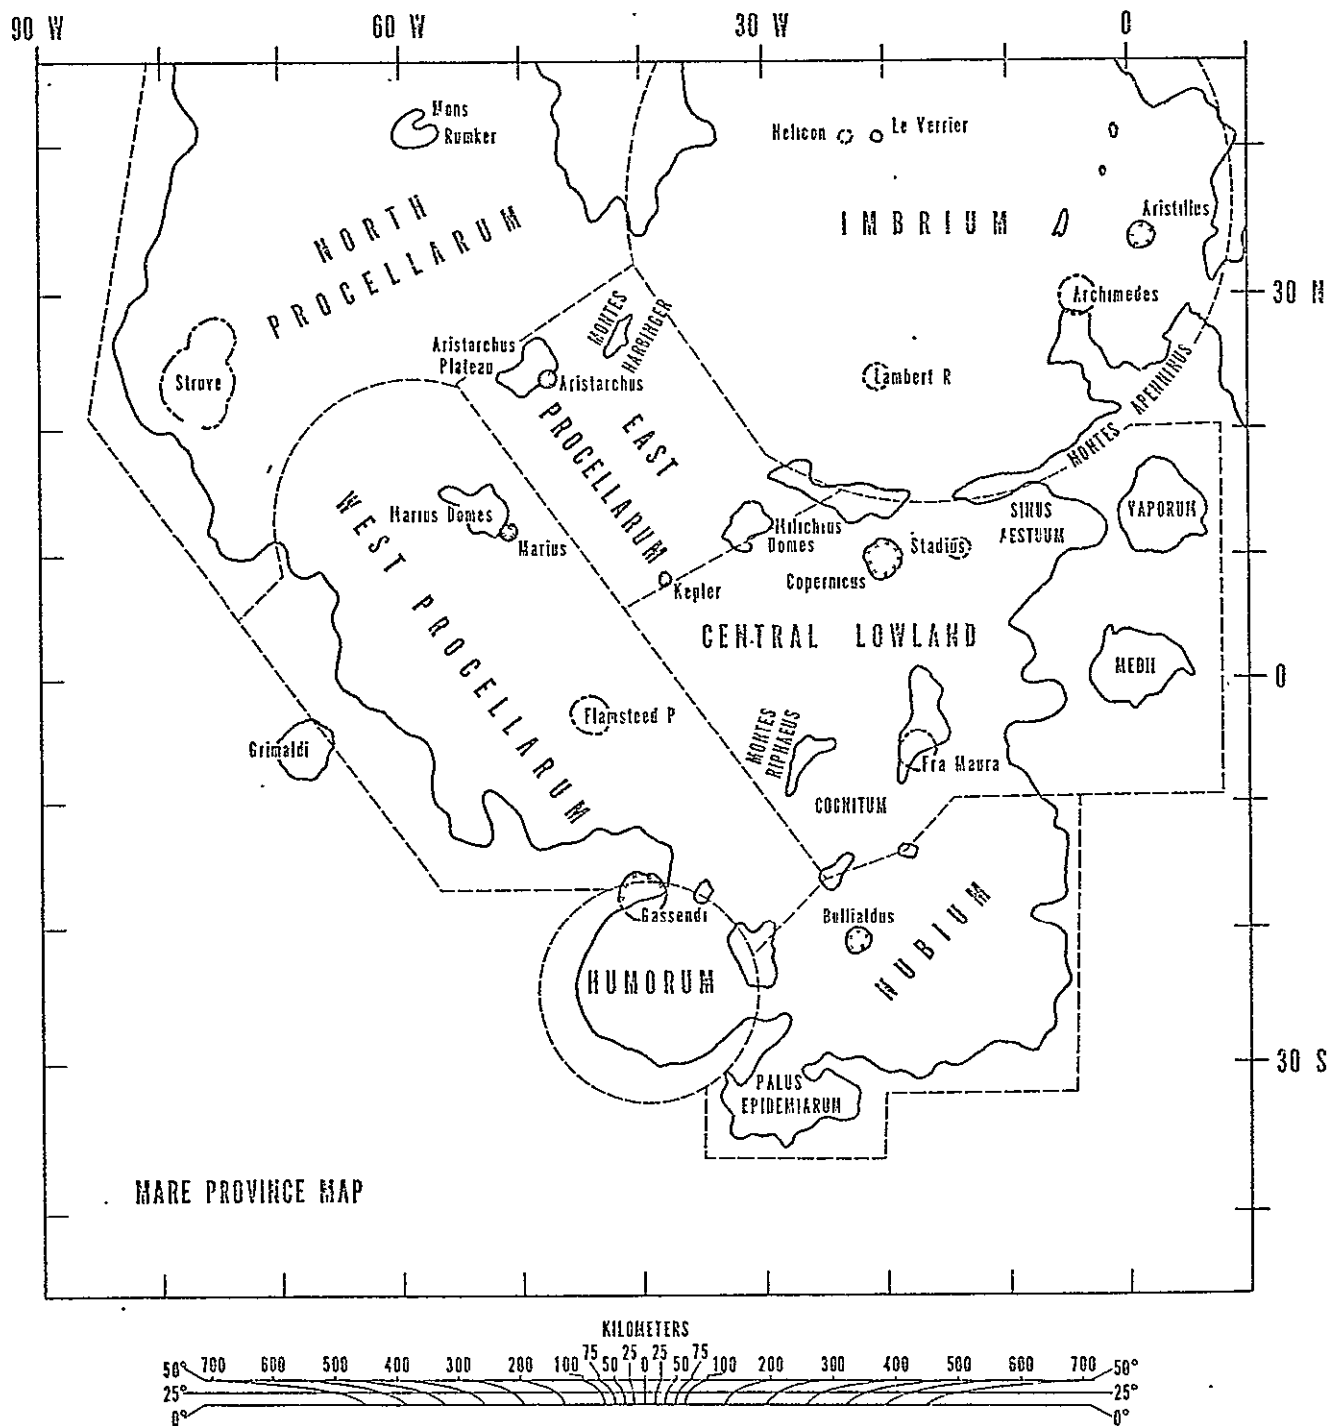 90 W 60 W 30 W 0
Mons
Rumker
Helicon Le Verrier
NORTH
PROCELLARUM
IMBRIUM
Aristillus
Archimedes
30 N
MONTES
HARBINGER
Aristarchus
Plateau
Aristarchus
Struve
Lambert R
MONTES APENNINUS
EAST
PROCELLARUM
WEST PROCELLARUM
Marius Domes
Marius
Milichius
Domes
Kepler
Copernicus
Stadius
SINUS
AESTUUM
VAPORUM
CENTRAL LOWLAND
MEDII
0
Flamsteed P
Grimaldi
MONTES
RIPHAEUS
Fra Maura
COGNITUM
Gassendi
Bullialdus
NUBIUM
HUMORUM
30 S
PALUS
EPIDEMIARUM
MARE PROVINCE MAP
KILOMETERS
50° 700 600 500 400 300 200 100 75 50 25 0 25 50 75 100 200 300 400 500 600 700 50°
25° 25°
0° 0°